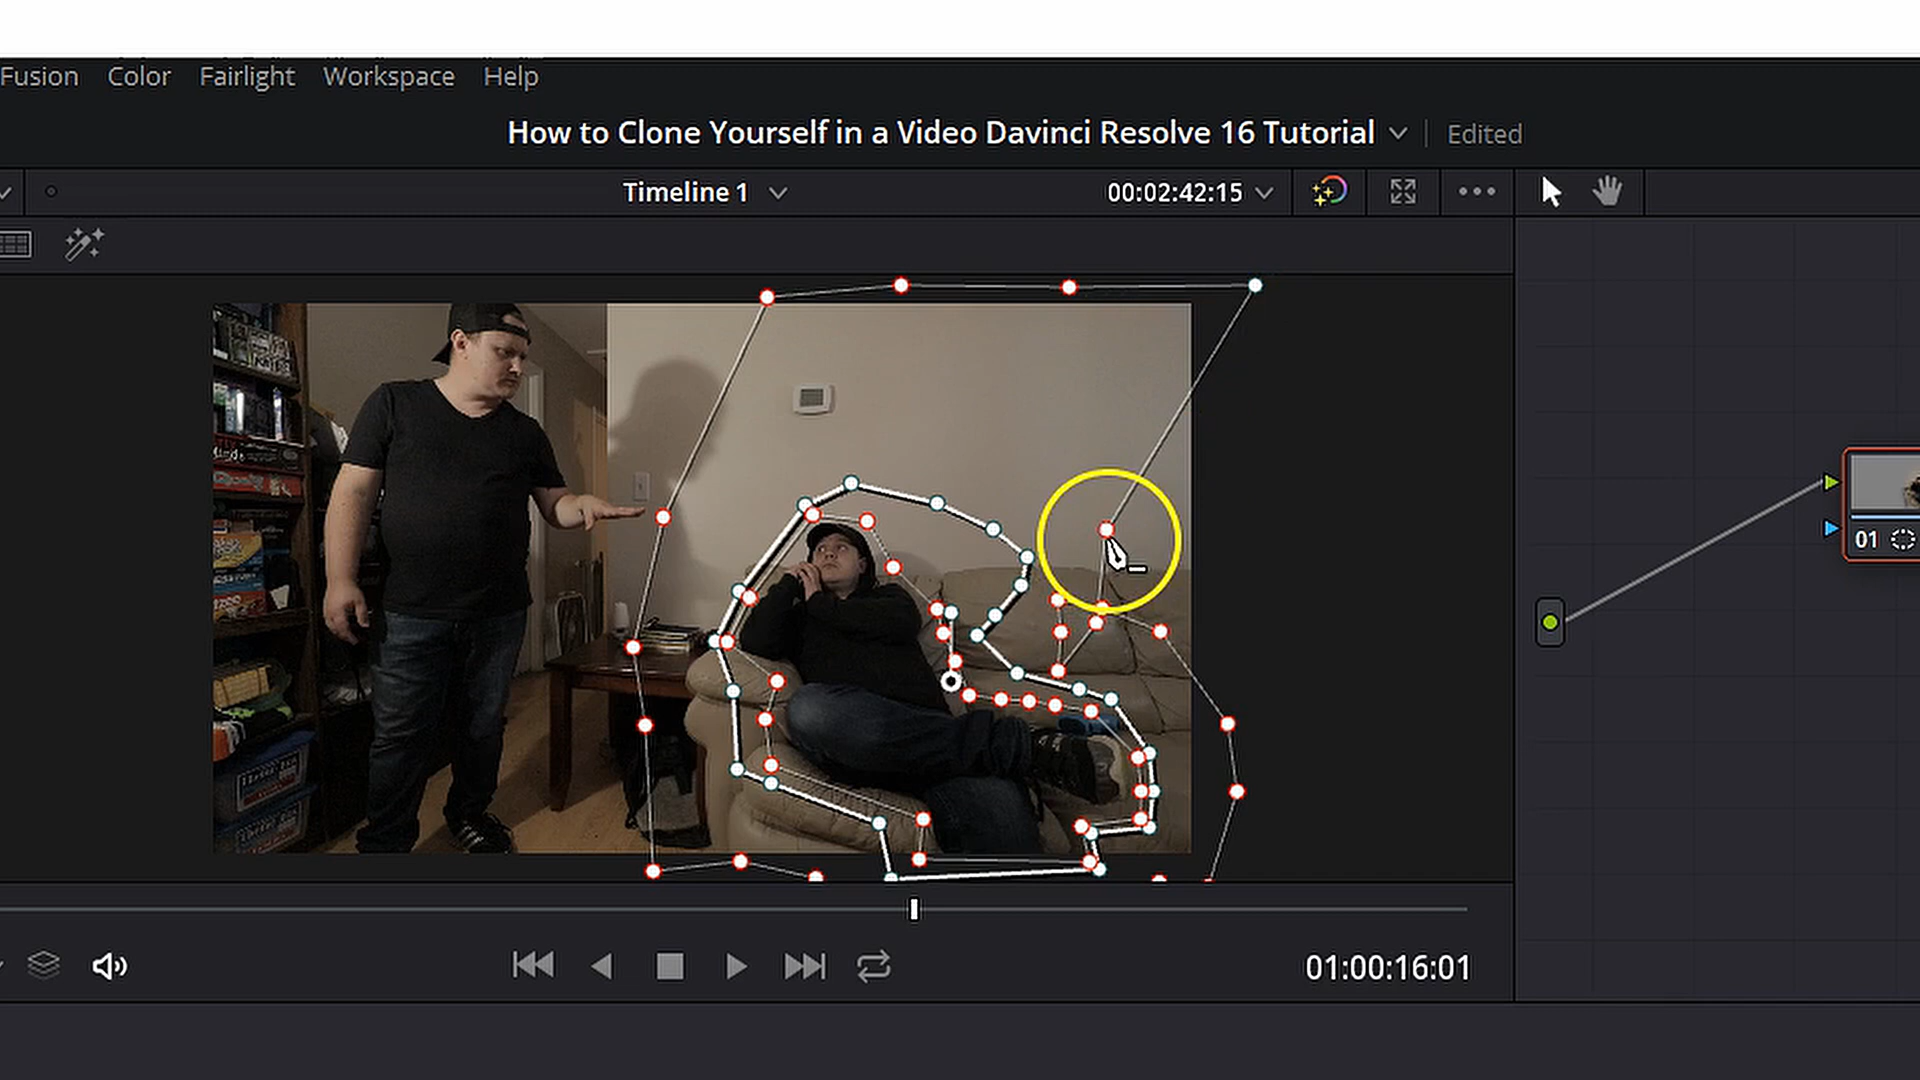 Fusion Color Fairlight Workspace Help
How to Clone Yourself in a Video Davinci Resolve 16 Tutorial Edited
Timeline 1 00:02:42:15
01
01:00:16:01